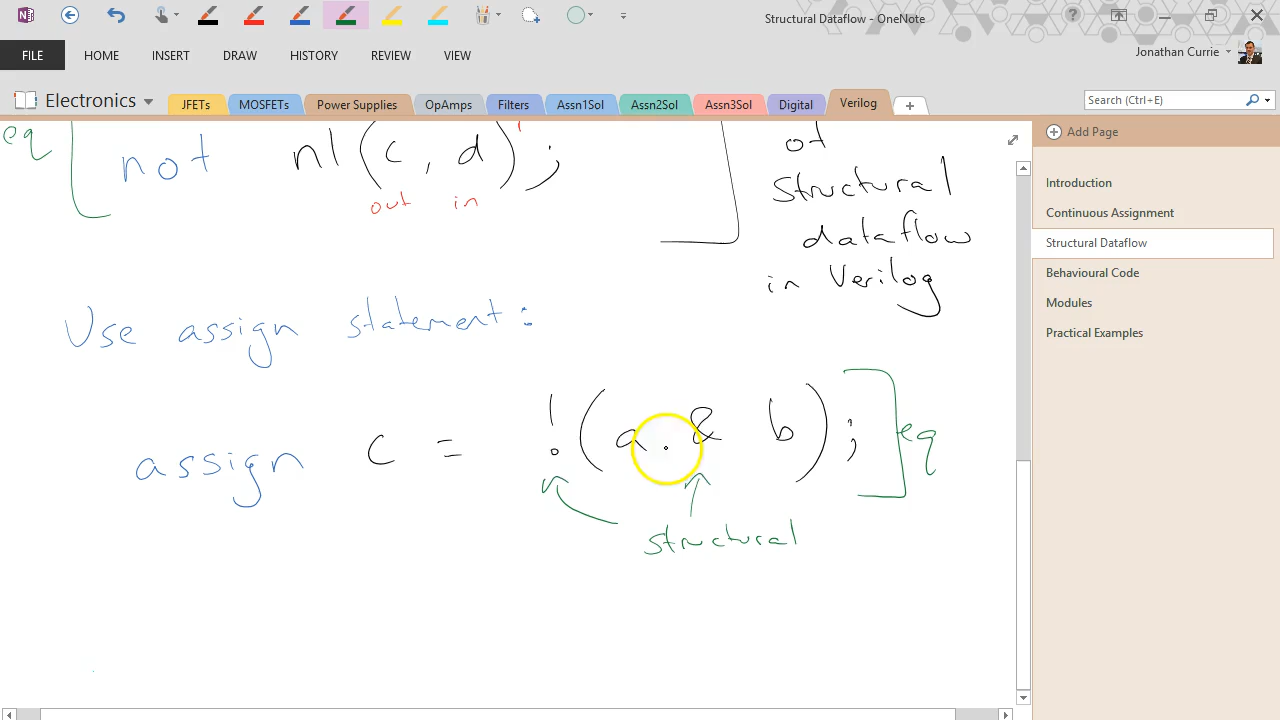 Structural Dataflow - OneNote
?
Jonathan Currie
FILE HOME INSERT DRAW HISTORY REVIEW VIEW
Electronics
JFETs MOSFETs Power Supplies OpAmps Filters Assn1Sol Assn2Sol Assn3Sol Digital Verilog +
Search (Ctrl+E)
Add Page
Introduction
Continuous Assignment
Structural Dataflow
Behavioural Code
Modules
Practical Examples
eq
not n1(c, d);
out in
of
structural
dataflow
in Verilog
Use assign statement:
assign c = !(a & b);
eq
structural